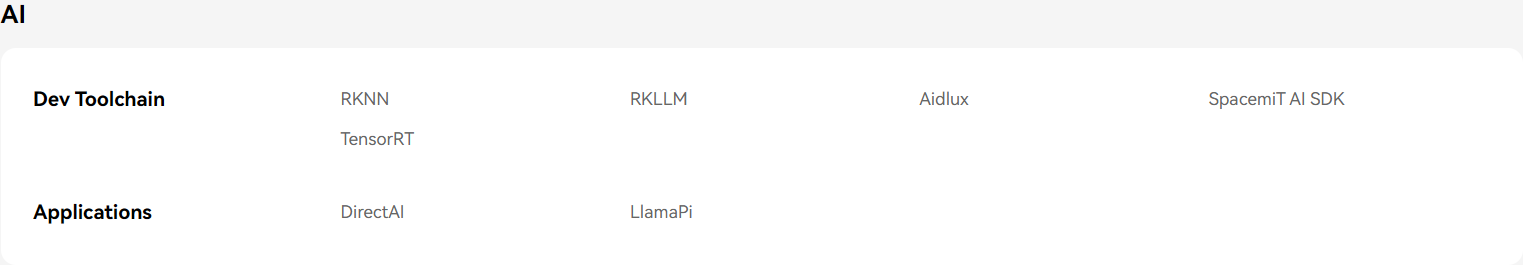 AI
Dev Toolchain RKNN RKLLM Aidlux SpacemiT AI SDK
TensorRT
Applications DirectAI LlamaPi